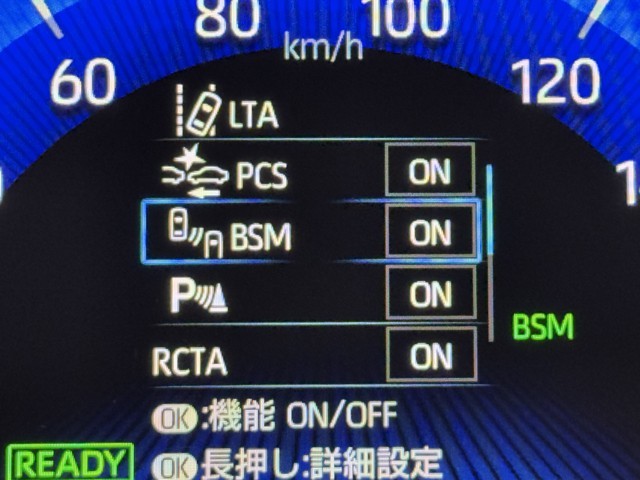 80 100
km/h
60 120
LTA
PCS ON
BSM ON
P ON
BSM
RCTA ON
OK:機能 ON/OFF
READY
OK長押し:詳細設定